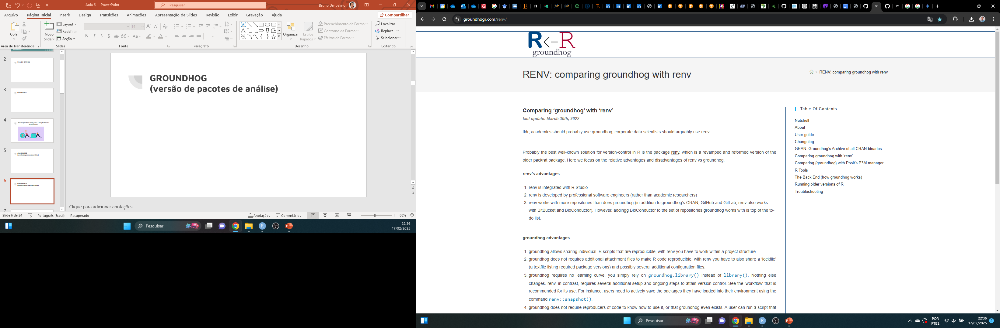 Aula 6 - PowerPoint
Pesquisar
Bruno Umbelino
Arquivo
Página Inicial
Inserir
Design
Transições
Animações
Apresentação de Slides
Revisão
Exibir
Gravação
Ajuda
Compartilhar
Colar
Novo
Slide
Layout
Redefinir
Seção
14
N I S S ab AV Aa
A
Organizar
Estilos
Rápidos
Preenchimento da Forma
Contorno da Forma
Efeitos de Forma
Localizar
Replace
Selecionar
Área de Transferência
Slides
Fonte
Parágrafo
Desenho
Editando
2
USO DE GITHUB
3
4
Mesmo pacote e script, mas a função deixou
de funcionar
5
GROUNDHOG
(versão de pacotes de análise)
6
GROUNDHOG
(versão de pacotes de análise)
7
GROUNDHOG
(versão de pacotes de análise)
Clique para adicionar anotações
Slide 6 de 24
Português (Brasil)
Recuperado
Anotações
Comentários
88%
Pesquisar
22:36
17/02/2025
groundhogr.com/renv/
R<-R
groundhog
RENV: comparing groundhog with renv
> RENV: comparing groundhog with renv
Comparing ‘groundhog’ with ‘renv’
last update: March 30th, 2022
tldr; academics should probably use groundhog, corporate data scientists should arguably use renv.
Probably the best well-known solution for version-control in R is the package renv, which is a revamped and reformed version of the
older packrat package. Here we focus on the relative advantages and disadvantages of renv vs groundhog.
renv’s advantages
1. renv is integrated with R Studio
2. renv is developed by professional software engineers (rather than academic researchers)
3. renv works with more repositories than does groundhog (in addition to groundhog’s CRAN, GitHub and GitLab, renv also works
with BitBucket and BioConductor). However, addingg BioConductor to the set of repositories groundhog works with is top of the to-
do list.
groundhog advantages.
1. groundhog allows sharing individual .R scripts that are reproducible, with renv you have to work within a project structure.
2. groundhog does not requires additional attachment files to make R code reproducible, with renv you have to also share a ‘lockfile’
(a textfile listing required package versions) and possibly several additional configuration files.
3. groundhog requires no learning curve, you simply rely on groundhog.library() instead of library(). Nothing else
changes. renv, in contrast, requires several additional setup and ongoing steps to attain version-control. See the ‘workflow‘ that is
recommended for its use. For instance, users need to actively save the packages they have loaded into their environment using the
command renv::snapshot().
4. groundhog does not require reproducers of code to know how to use it, or that groundhog even exists. A user can run a script that
Table Of Contents
Nutshell
About
User guide
Changelog
GRAN: Groundhog’s Archive of all CRAN binaries
Comparing groundhog with ‘renv’
Comparing {groundhog} with Posit’s P3M manager
R Tools
The Back End (how groundhog works)
Running older versions of R
Troubleshooting
Pesquisar
POR
PTB2
22:36
17/02/2025
2